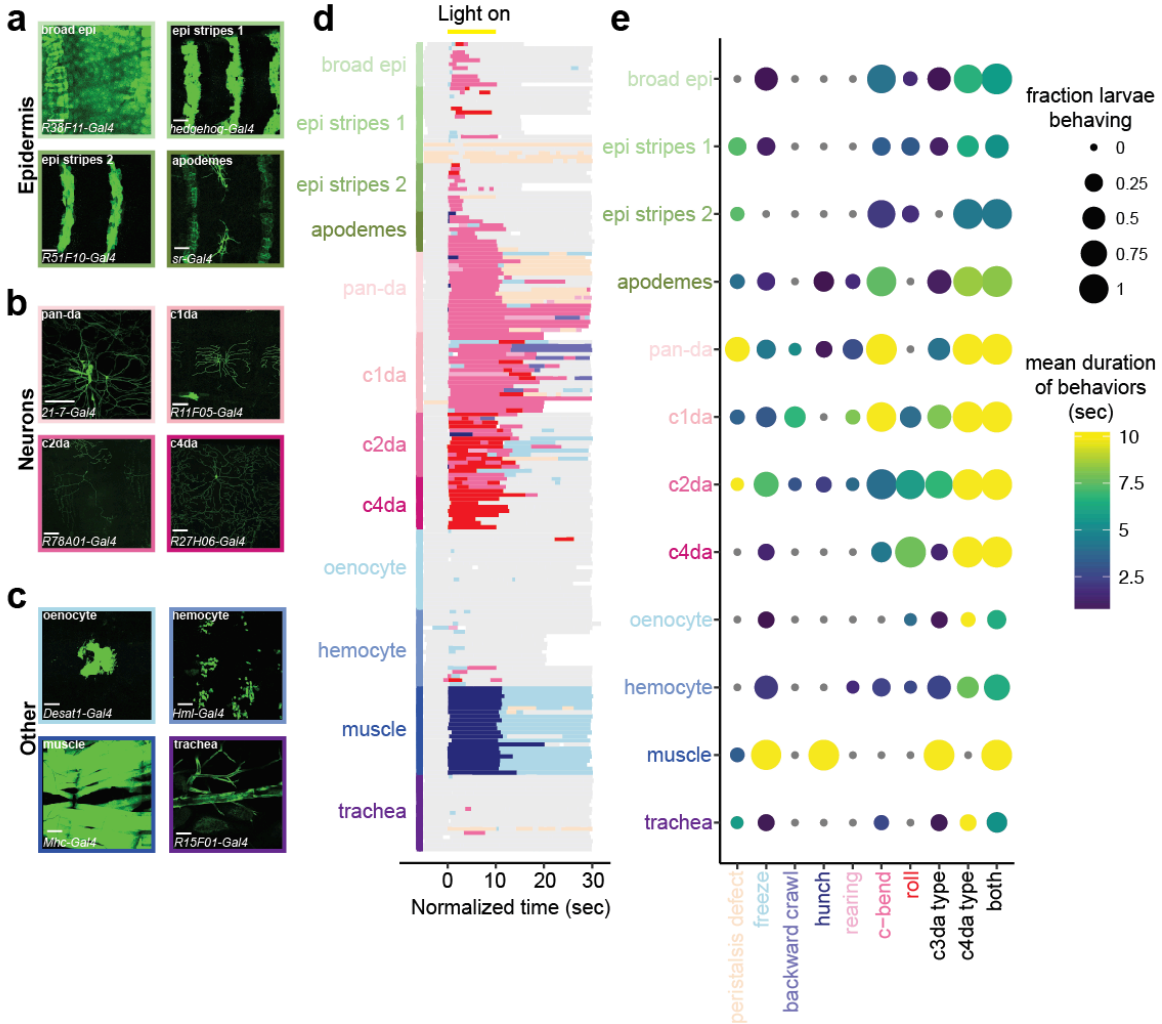 a
Epidermis
broad epi
R38F11-Gal4
epi stripes 1
hedgehog-Gal4
epi stripes 2
R51F10-Gal4
apodemes
sr-Gal4
b
Neurons
pan-da
21-7-Gal4
c1da
R11F05-Gal4
c2da
R78A01-Gal4
c4da
R27H06-Gal4
c
Other
oenocyte
Desat1-Gal4
hemocyte
Hml-Gal4
muscle
Mhc-Gal4
trachea
R15F01-Gal4
d
Light on
broad epi
epi stripes 1
epi stripes 2
apodemes
pan-da
c1da
c2da
c4da
oenocyte
hemocyte
muscle
trachea
0 10 20 30
Normalized time (sec)
e
broad epi
epi stripes 1
epi stripes 2
apodemes
pan-da
c1da
c2da
c4da
oenocyte
hemocyte
muscle
trachea
peristalsis defect
freeze
backward crawl
hunch
rearing
c-bend
roll
c3da type
c4da type
both
fraction larvae
behaving
0
0.25
0.5
0.75
1
mean duration
of behaviors
(sec)
10
7.5
5
2.5